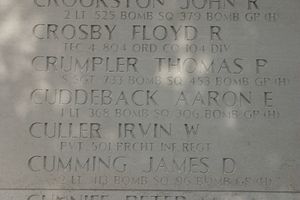 CROOKSTON JOHN R
2 LT 525 BOMB SQ 379 BOMB GP (H)
CROSBY FLOYD R
TEC 4 804 ORD CO 104 DIV
CRUMPLER THOMAS P
S SGT 733 BOMB SQ 453 BOMB GP (H)
CUDDEBACK AARON E
1 LT 368 BOMB SQ 306 BOMB GP (H)
CULLER IRVIN W
PVT 501 PRCHT INF REGT
CUMMING JAMES D
2 LT 413 BOMB SQ 96 BOMB GP (H)
PETER